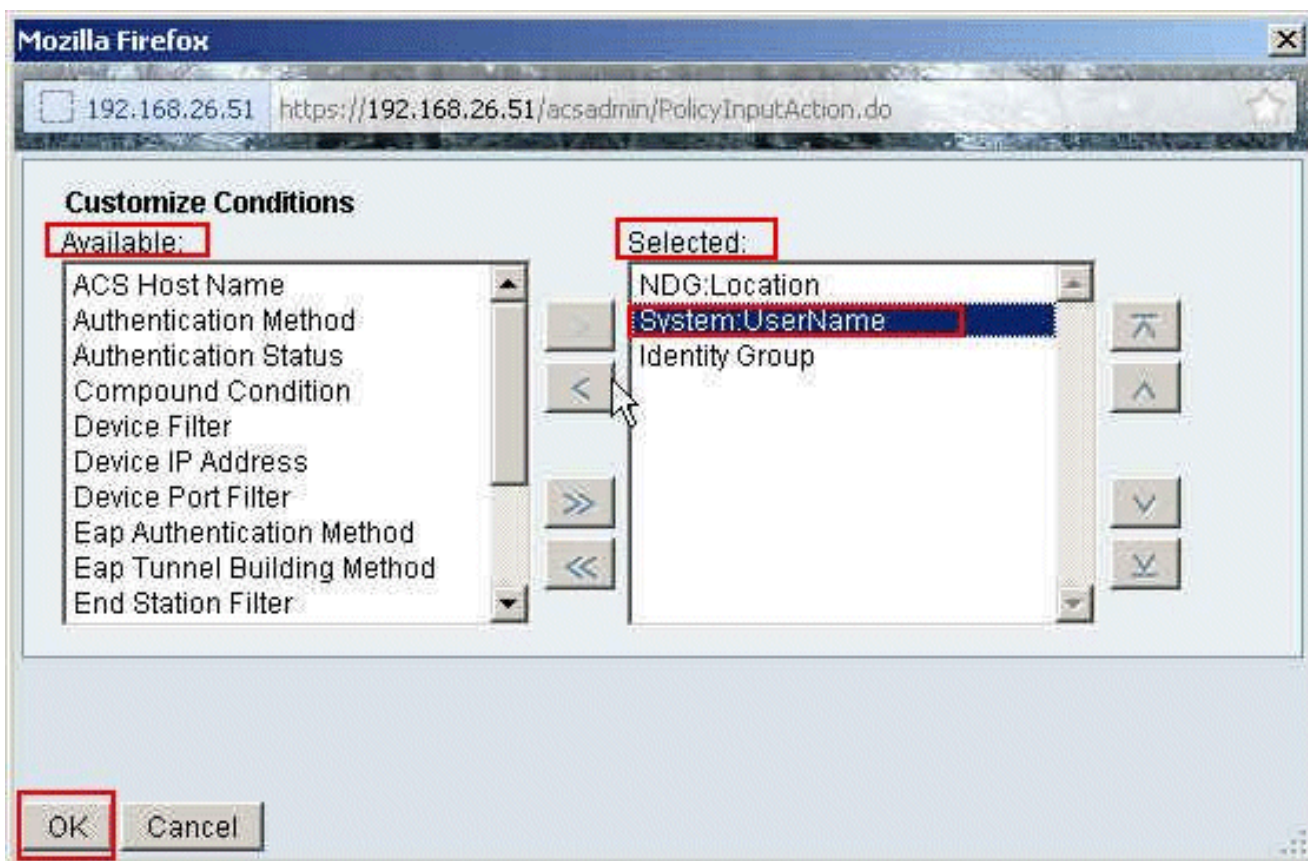 Mozilla Firefox
192.168.26.51 https://192.168.26.51/acsadmin/PolicyInputAction.do
Customize Conditions
Available:
ACS Host Name
Authentication Method
Authentication Status
Compound Condition
Device Filter
Device IP Address
Device Port Filter
Eap Authentication Method
Eap Tunnel Building Method
End Station Filter
Selected:
NDG:Location
System:UserName
Identity Group
OK Cancel